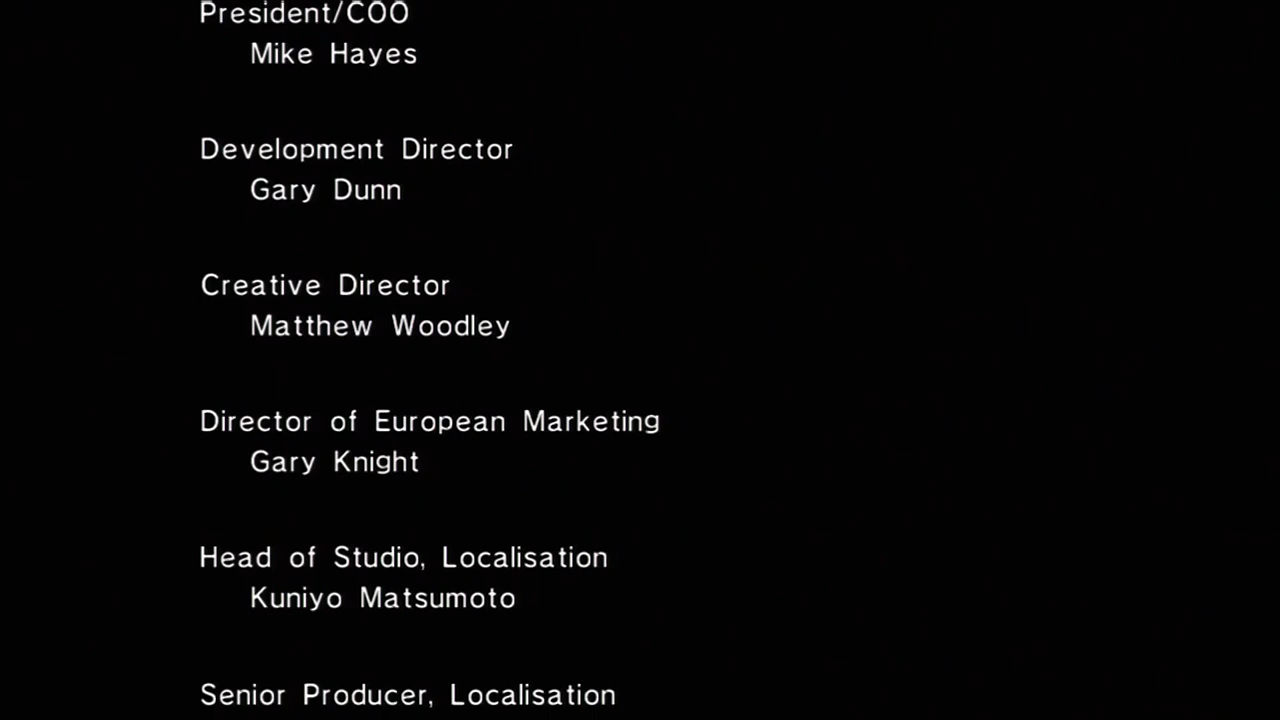 President/COO
Mike Hayes
Development Director
Gary Dunn
Creative Director
Matthew Woodley
Director of European Marketing
Gary Knight
Head of Studio, Localisation
Kuniyo Matsumoto
Senior Producer, Localisation